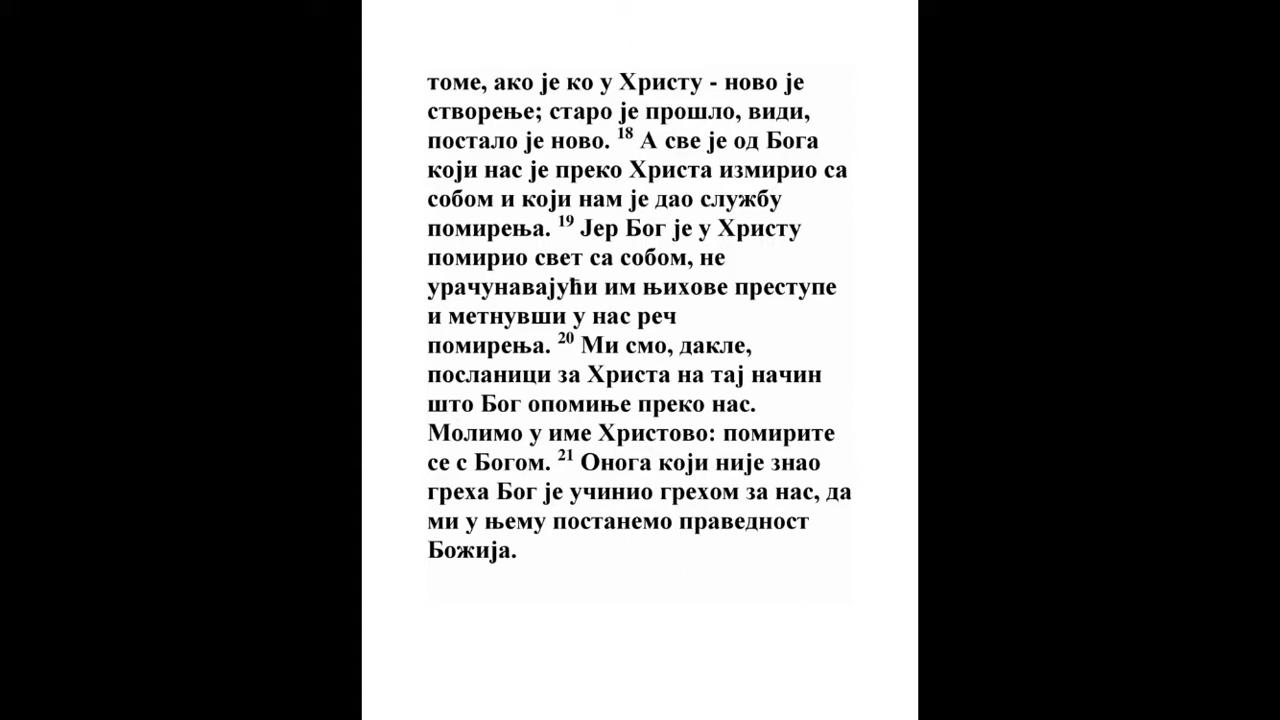 томе, ако је ко у Христу - ново је
створење; старо је прошло, види,
постало је ново. 18 А све је од Бога
који нас је преко Христа измирио са
собом и који нам је дао службу
помирења. 19 Јер Бог је у Христу
помирио свет са собом, не
урачунавајући им њихове преступе
и метнувши у нас реч
помирења. 20 Ми смо, дакле,
посланици за Христа на тај начин
што Бог опомиње преко нас.
Молимо у име Христово: помирите
се с Богом. 21 Онога који није знао
греха Бог је учинио грехом за нас, да
ми у њему постанемо праведност
Божија.